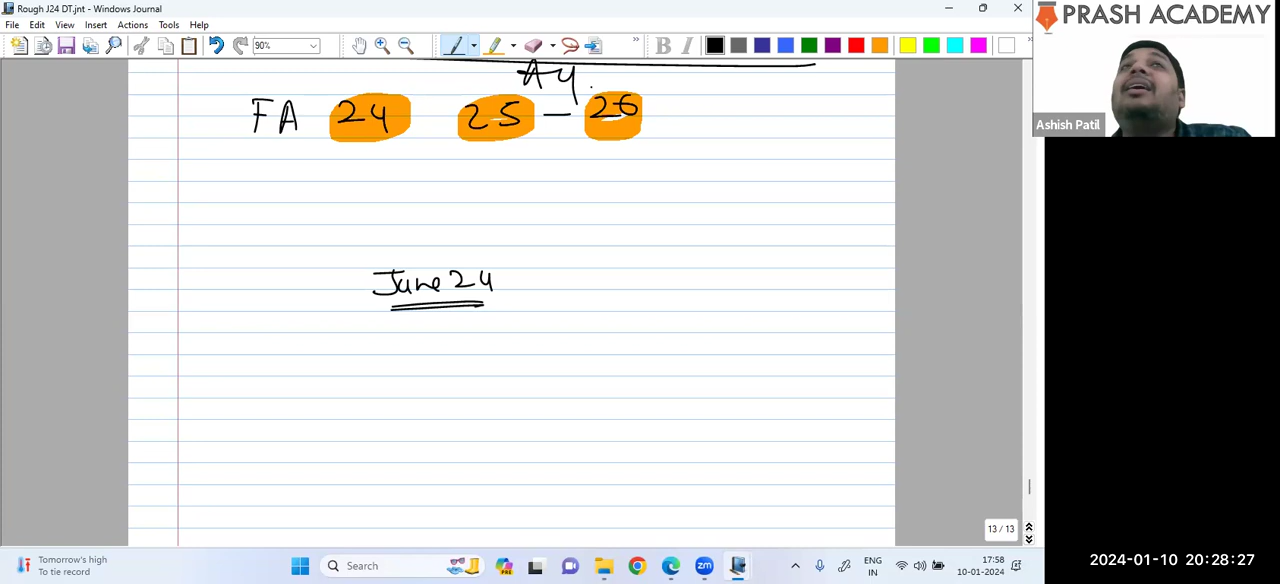 Rough J24 DT.jnt - Windows Journal
File Edit View Insert Actions Tools Help
90%
PRASH ACADEMY
Ashish Patil
AY
FA 24 25 - 26
June 24
13 / 13
Tomorrow's high
To tie record
Search
ENG
IN
17:58
10-01-2024
2024-01-10 20:28:27